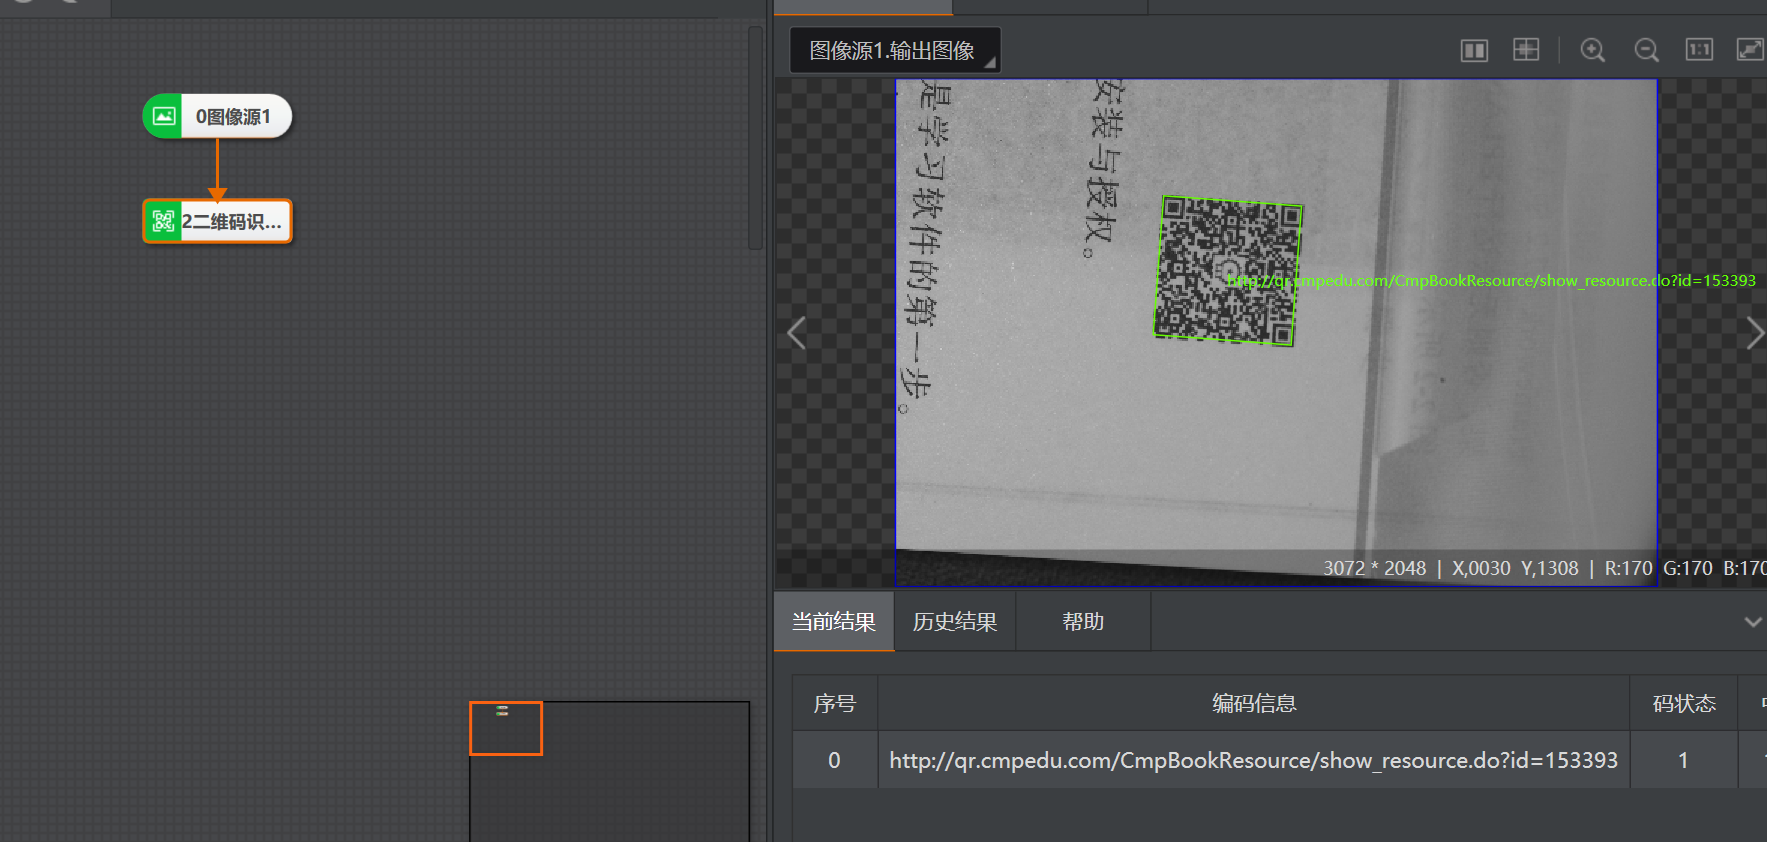 0图像源1
2二维码识...
图像源1.输出图像
1:1
是学习软件的第一步。
安装与授权。
http://qr.cmpedu.com/CmpBookResource/show_resource.do?id=153393
3072 * 2048 | X,0030 Y,1308 | R:170 G:170 B:170
当前结果
历史结果
帮助
序号
编码信息
码状态
0
http://qr.cmpedu.com/CmpBookResource/show_resource.do?id=153393
1